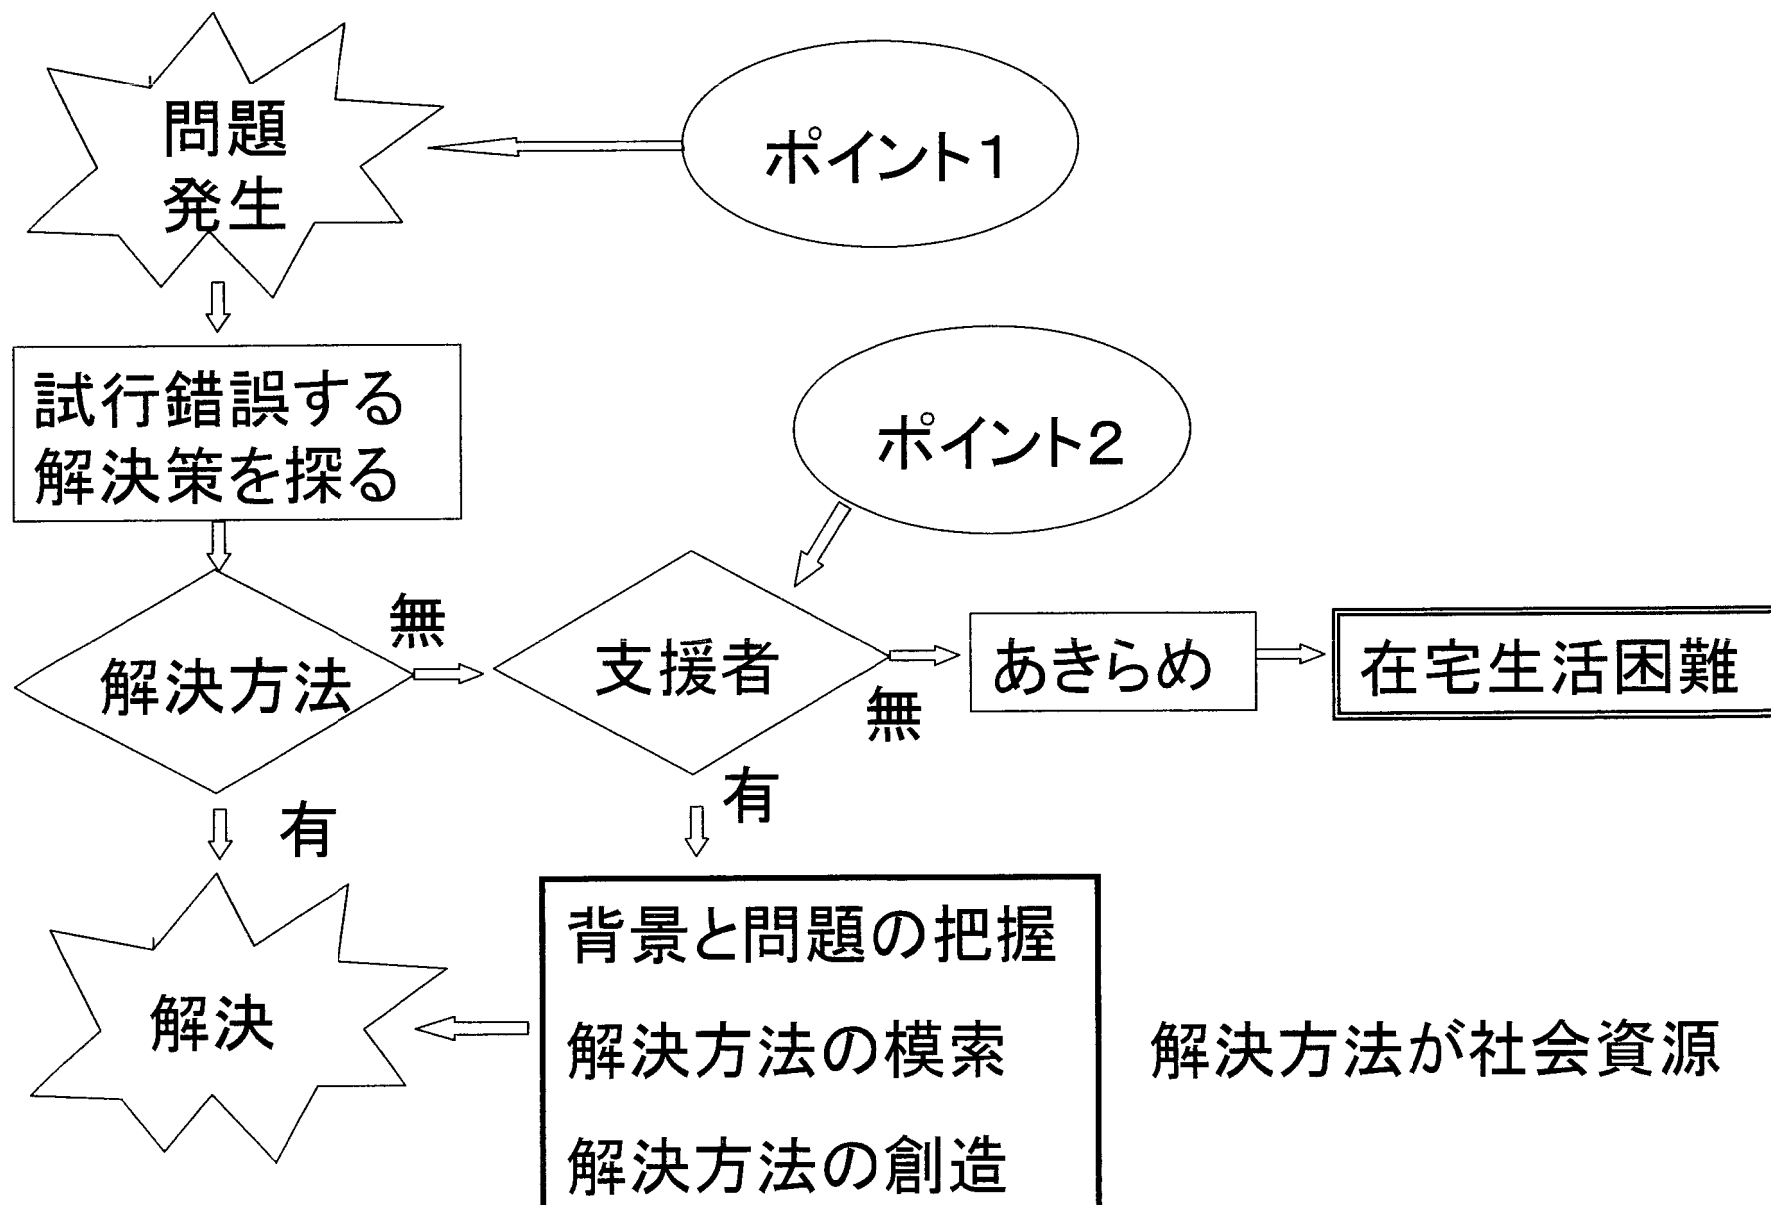 問題
発生
ポイント1
試行錯誤する
解決策を探る
ポイント2
解決方法
無
支援者
無
あきらめ
在宅生活困難
有
有
解決
背景と問題の把握
解決方法の模索
解決方法の創造
解決方法が社会資源